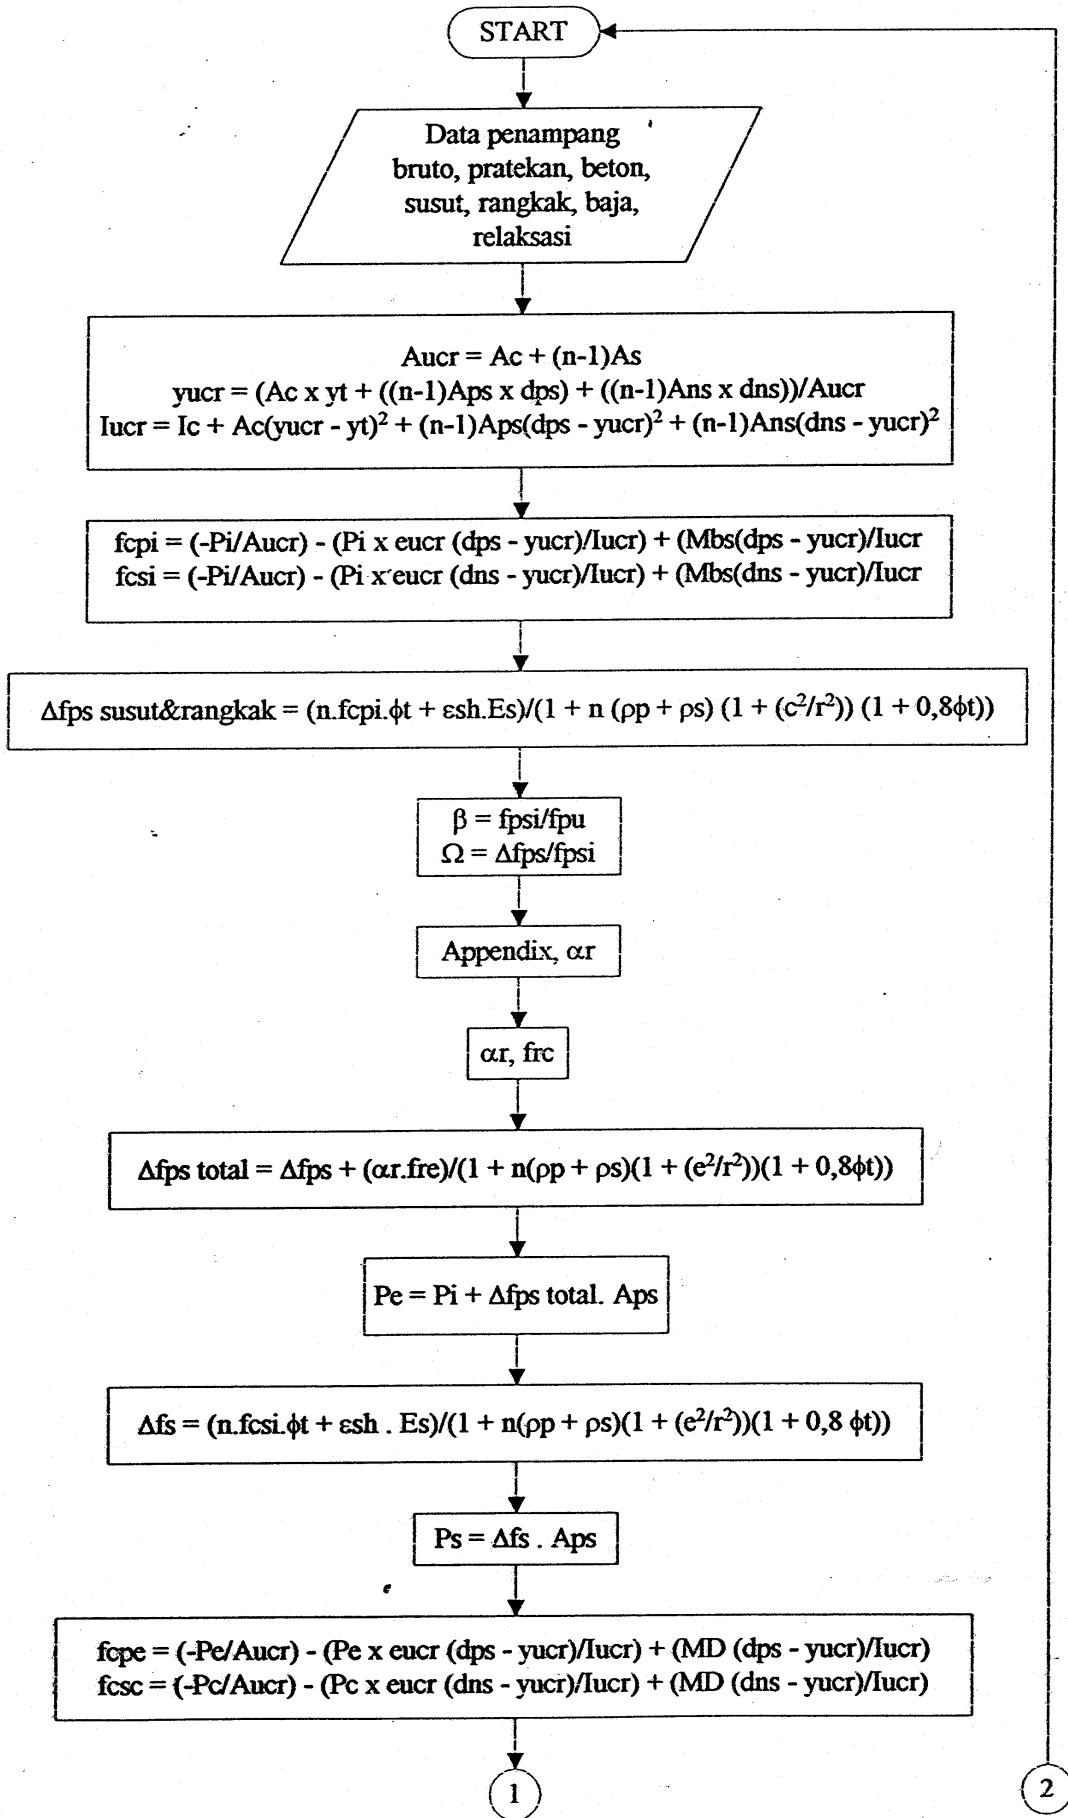 START
Data penampang
bruto, pratekan, beton,
susut, rangkak, baja,
relaksasi
Aucr = Ac + (n-1)As
yucr = (Ac x yt + ((n-1)Aps x dps) + ((n-1)Ans x dns))/Aucr
Iucr = Ic + Ac(yucr - yt)² + (n-1)Aps(dps - yucr)² + (n-1)Ans(dns - yucr)²
fcpi = (-Pi/Aucr) - (Pi x eucr (dps - yucr)/Iucr) + (Mbs(dps - yucr)/Iucr
fcsi = (-Pi/Aucr) - (Pi x eucr (dns - yucr)/Iucr) + (Mbs(dns - yucr)/Iucr
Δfps susut&rangkak = (n.fcpi.ϕt + εsh.Es)/(1 + n (ρp + ρs) (1 + (c²/r²)) (1 + 0,8ϕt))
β = fpsi/fpu
Ω = Δfps/fpsi
Appendix, αr
αr, frc
Δfps total = Δfps + (αr.fre)/(1 + n(ρp + ρs)(1 + (e²/r²))(1 + 0,8ϕt))
Pe = Pi + Δfps total. Aps
Δfs = (n.fcsi.ϕt + εsh . Es)/(1 + n(ρp + ρs)(1 + (e²/r²))(1 + 0,8 ϕt))
Ps = Δfs . Aps
fcpe = (-Pe/Aucr) - (Pe x eucr (dps - yucr)/Iucr) + (MD (dps - yucr)/Iucr)
fcsc = (-Pc/Aucr) - (Pc x eucr (dns - yucr)/Iucr) + (MD (dns - yucr)/Iucr)
1
2